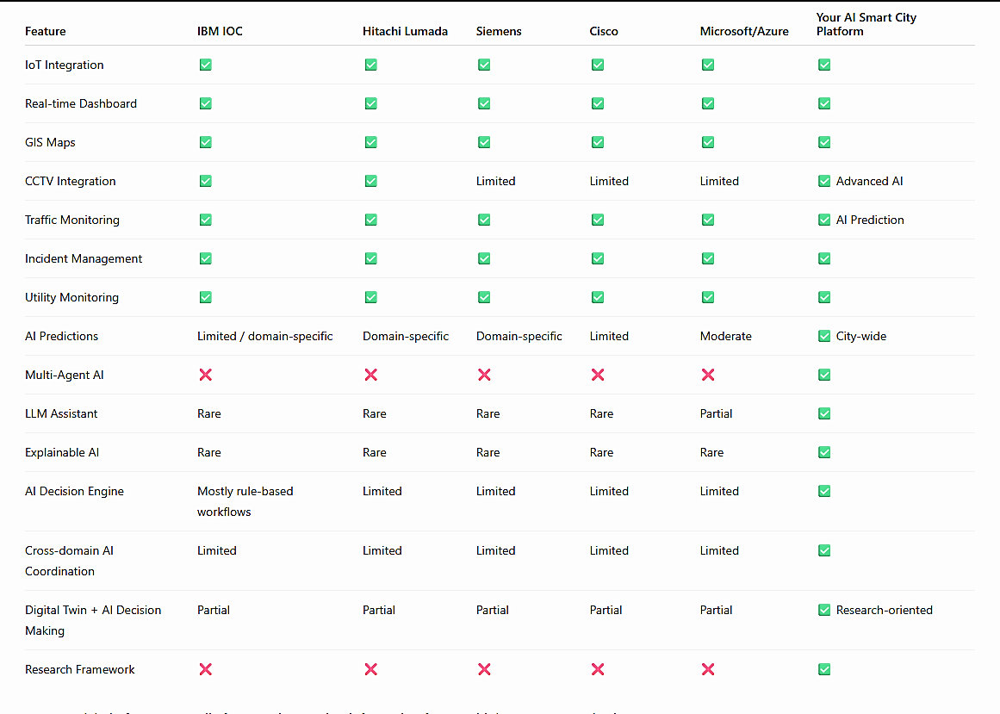 Feature IBM IOC Hitachi Lumada Siemens Cisco Microsoft/Azure Your AI Smart City Platform
IoT Integration ✅ ✅ ✅ ✅ ✅ ✅
Real-time Dashboard ✅ ✅ ✅ ✅ ✅ ✅
GIS Maps ✅ ✅ ✅ ✅ ✅ ✅
CCTV Integration ✅ ✅ Limited Limited Limited ✅ Advanced AI
Traffic Monitoring ✅ ✅ ✅ ✅ ✅ ✅ AI Prediction
Incident Management ✅ ✅ ✅ ✅ ✅ ✅
Utility Monitoring ✅ ✅ ✅ ✅ ✅ ✅
AI Predictions Limited / domain-specific Domain-specific Domain-specific Limited Moderate ✅ City-wide
Multi-Agent AI ❌ ❌ ❌ ❌ ❌ ✅
LLM Assistant Rare Rare Rare Rare Partial ✅
Explainable AI Rare Rare Rare Rare Rare ✅
AI Decision Engine Mostly rule-based workflows Limited Limited Limited Limited ✅
Cross-domain AI Coordination Limited Limited Limited Limited Limited ✅
Digital Twin + AI Decision Making Partial Partial Partial Partial Partial ✅ Research-oriented
Research Framework ❌ ❌ ❌ ❌ ❌ ✅